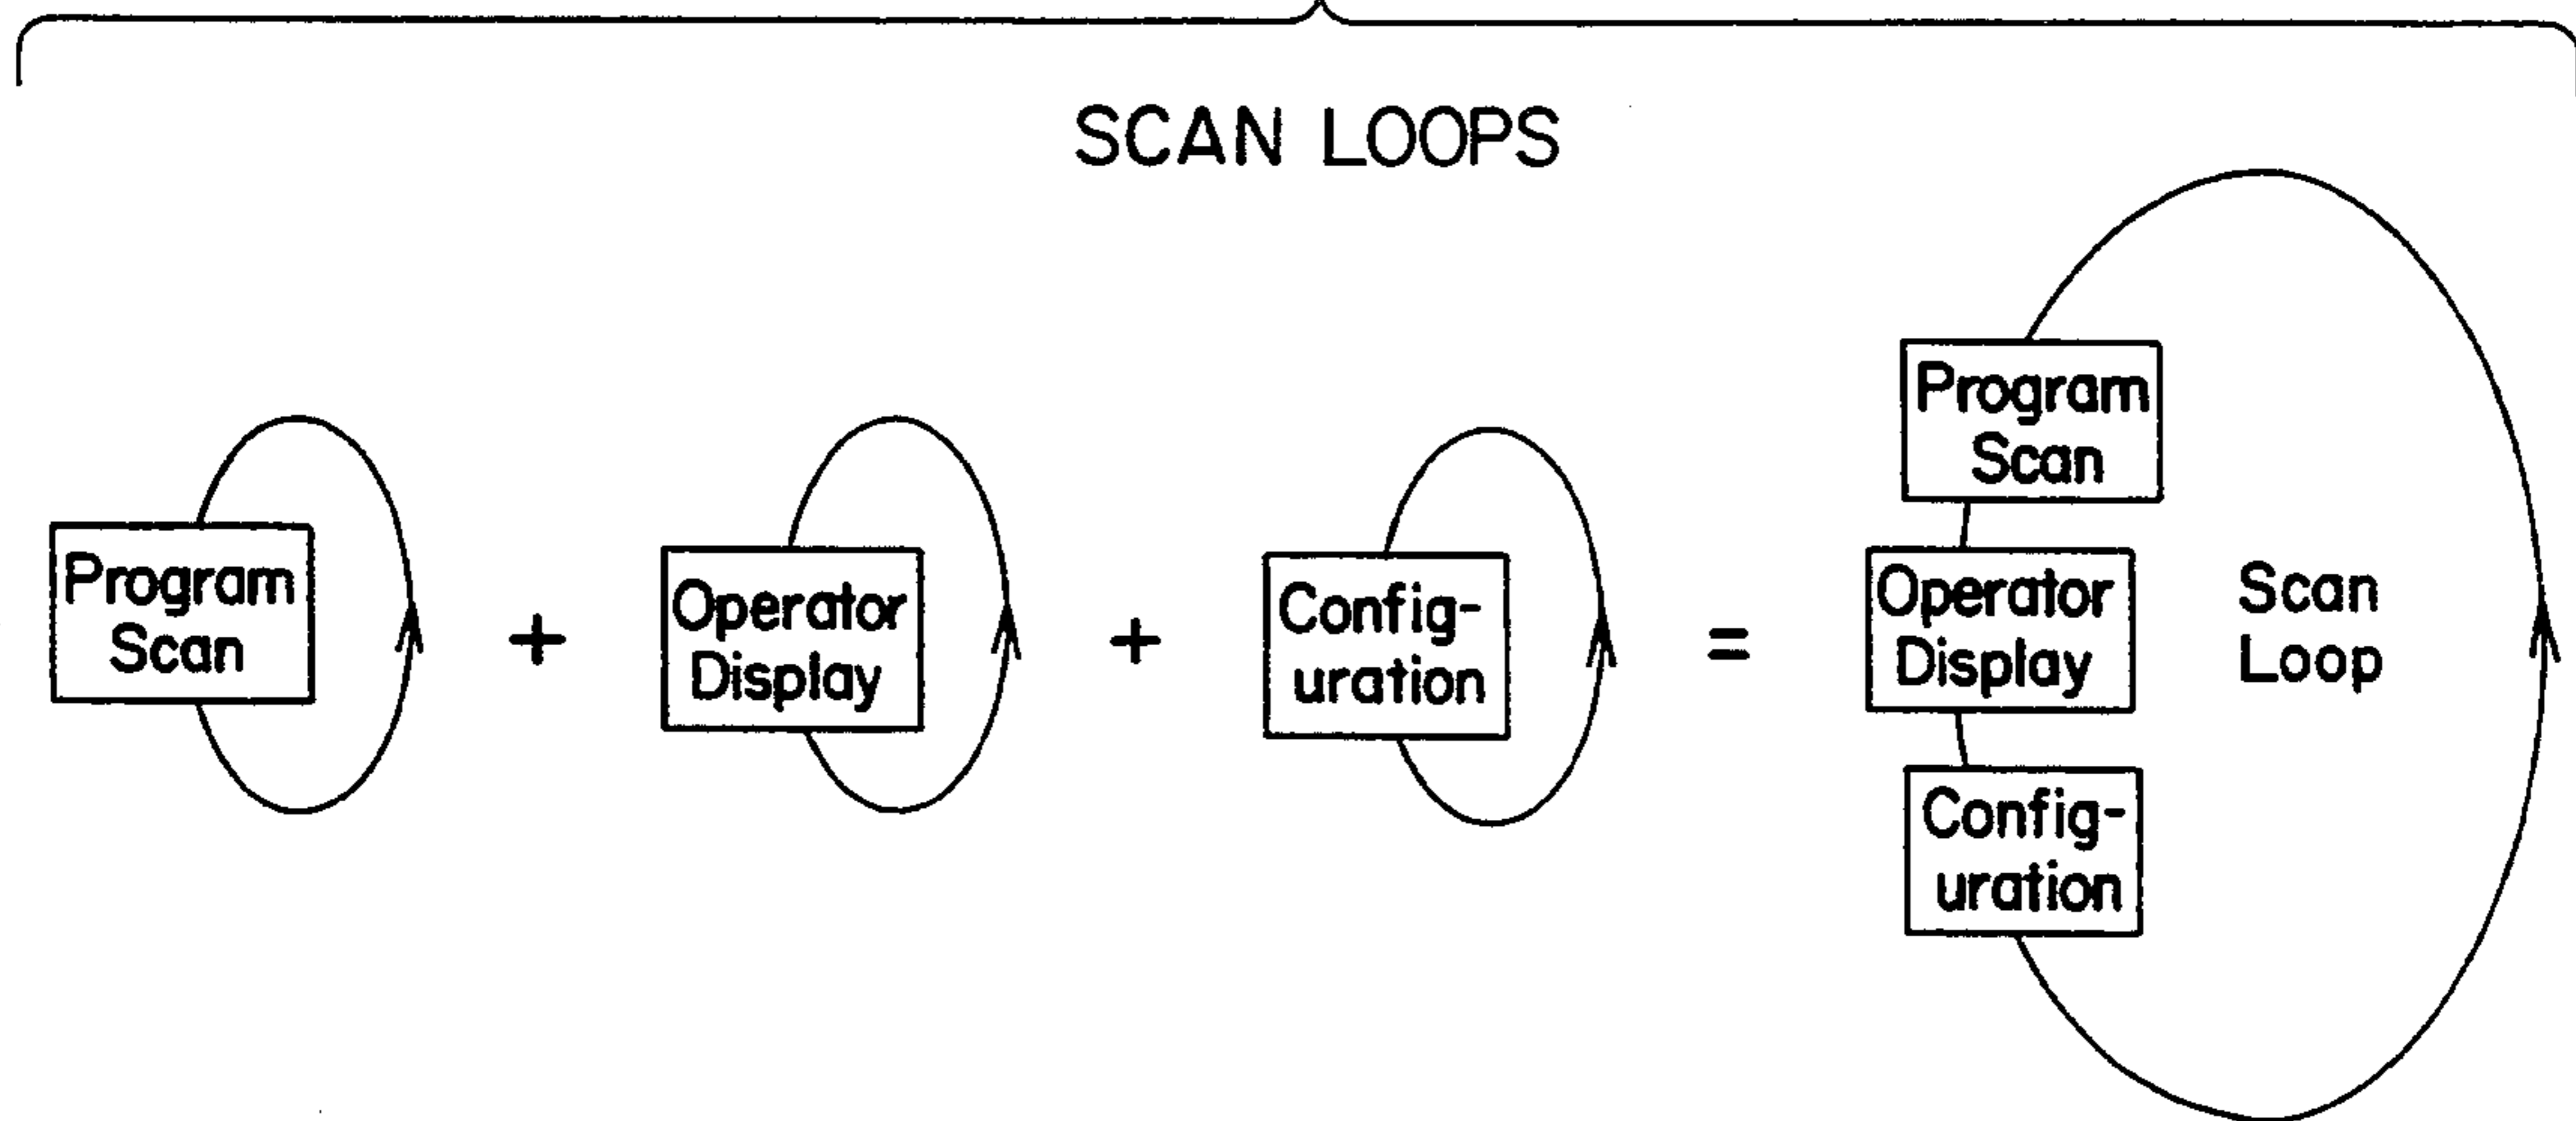 SCAN LOOPS
Program
Scan
+
Operator
Display
+
Config-
uration
=
Program
Scan
Operator
Display
Config-
uration
Scan
Loop